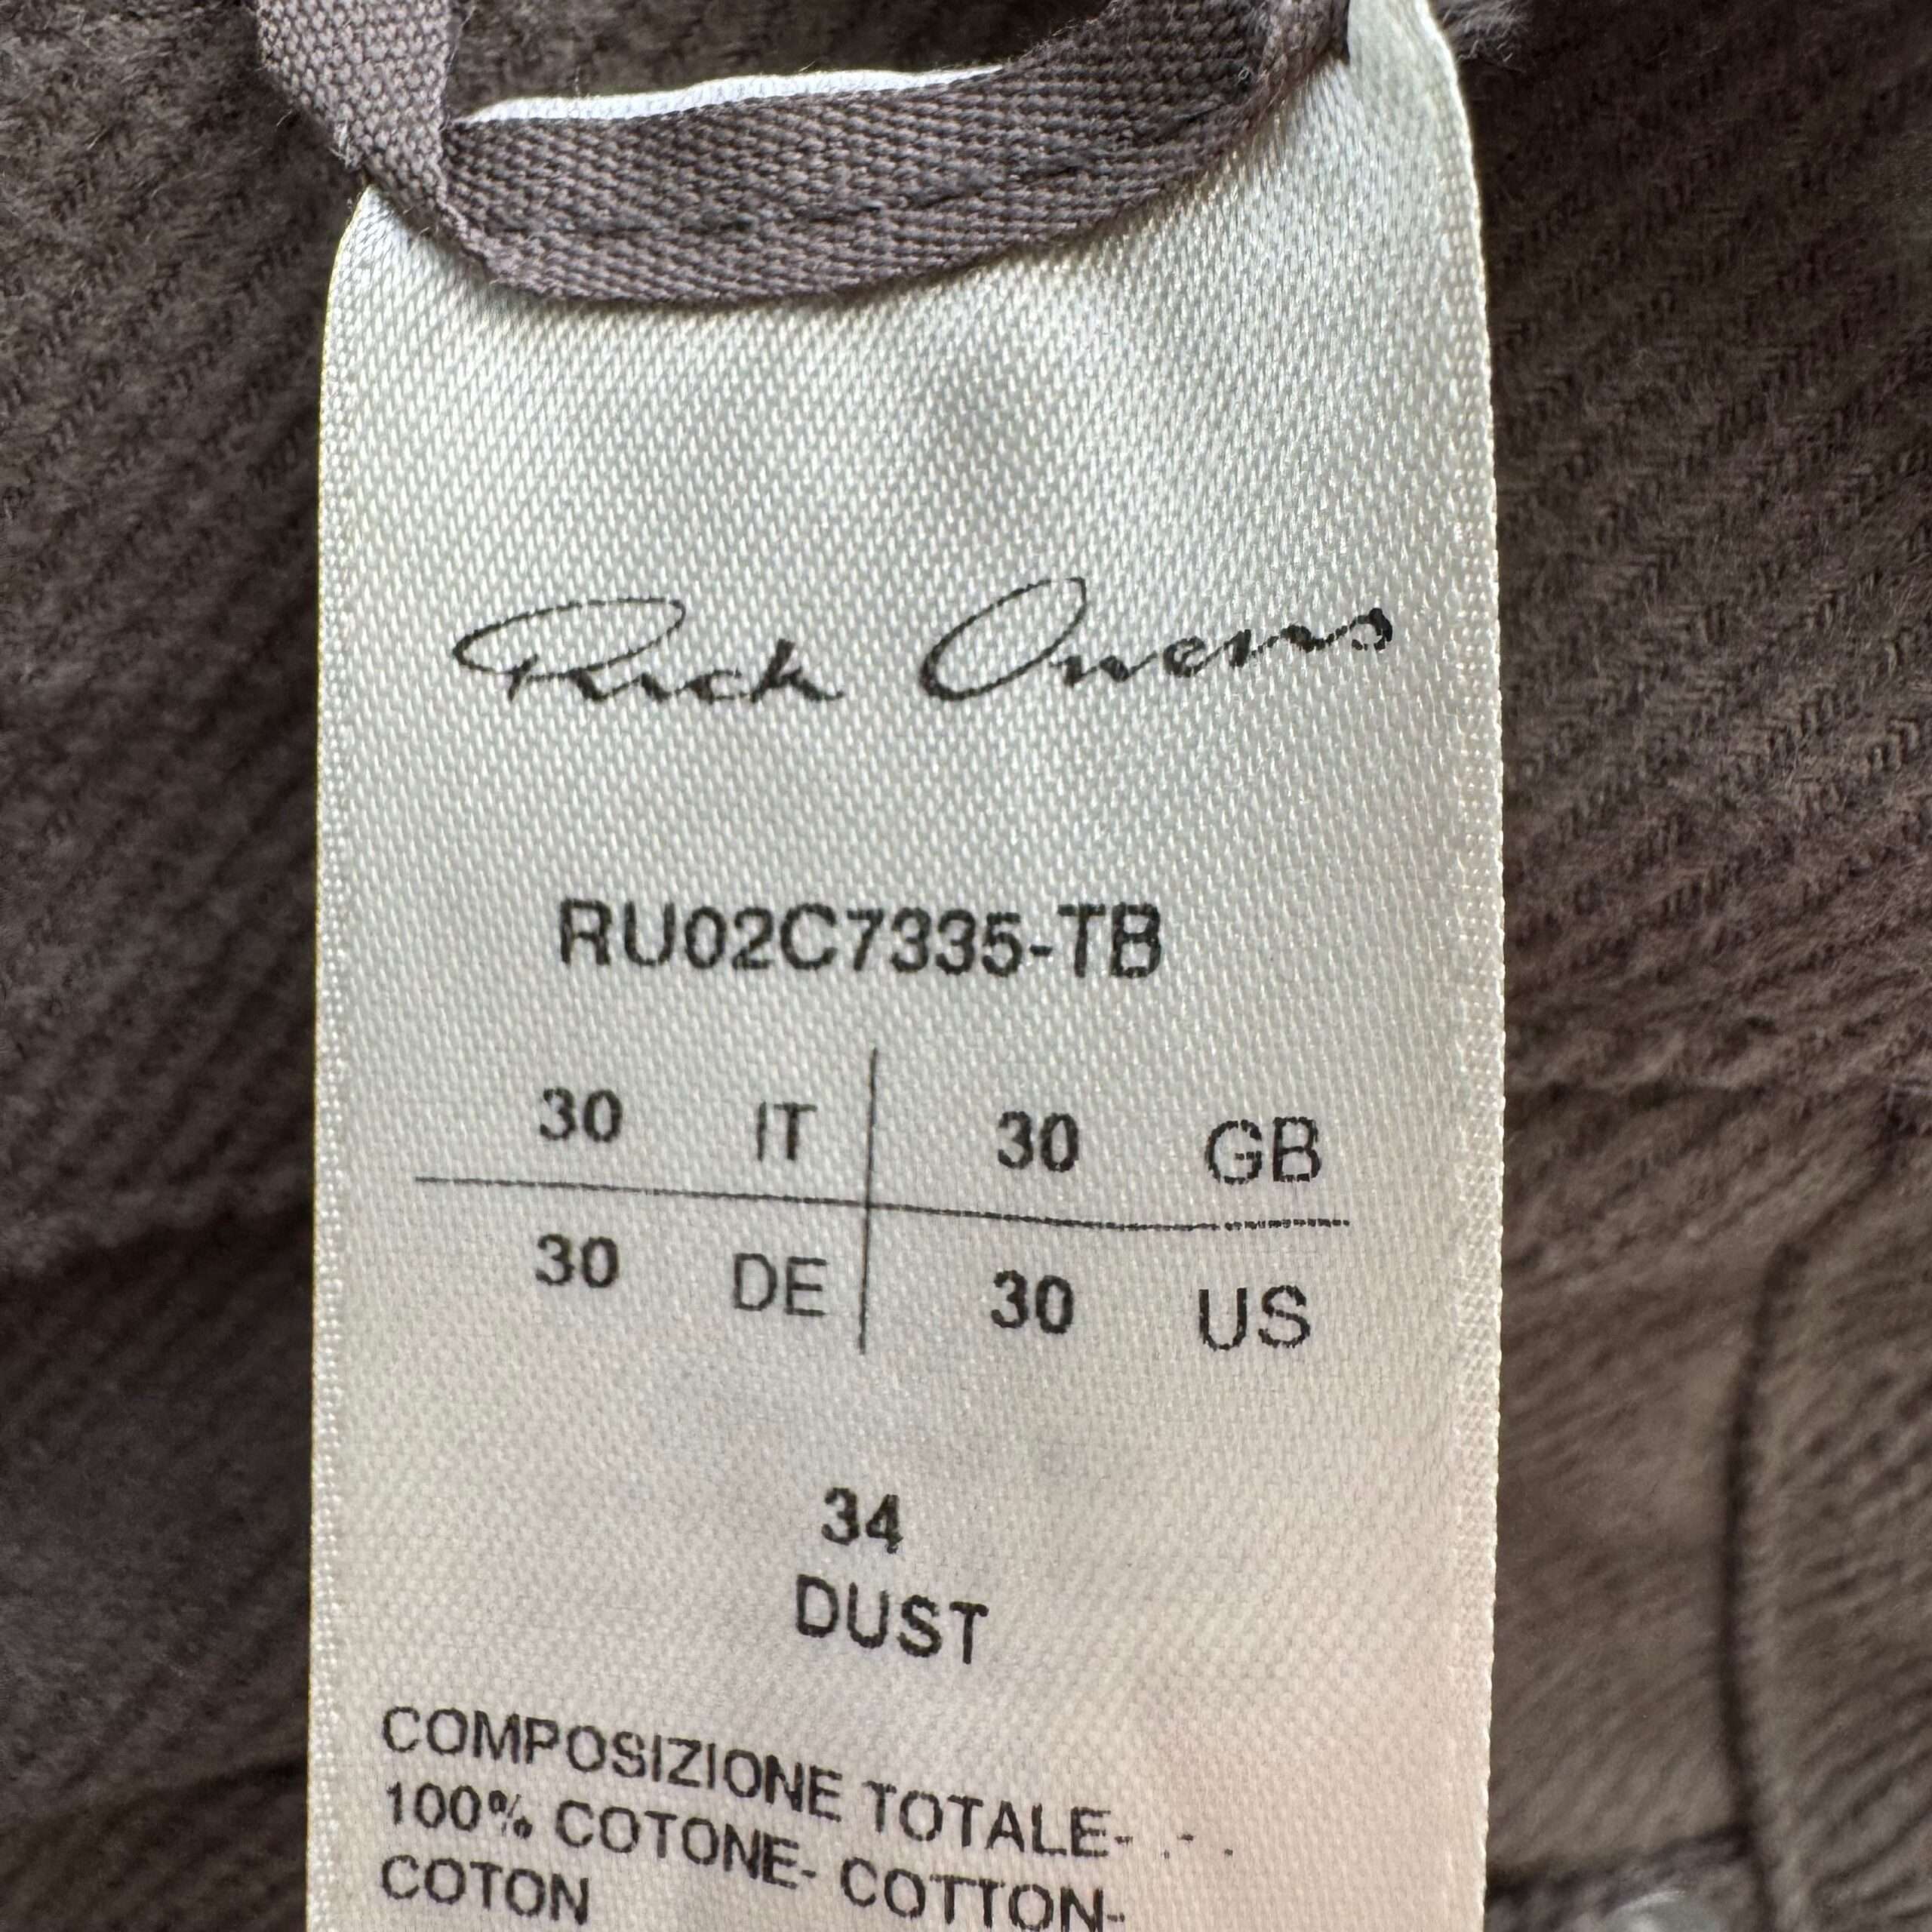 Rick Owens
RU02C7335-TB
30 IT 30 GB
30 DE 30 US
34
DUST
COMPOSIZIONE TOTALE-
100% COTONE- COTTON-
COTON